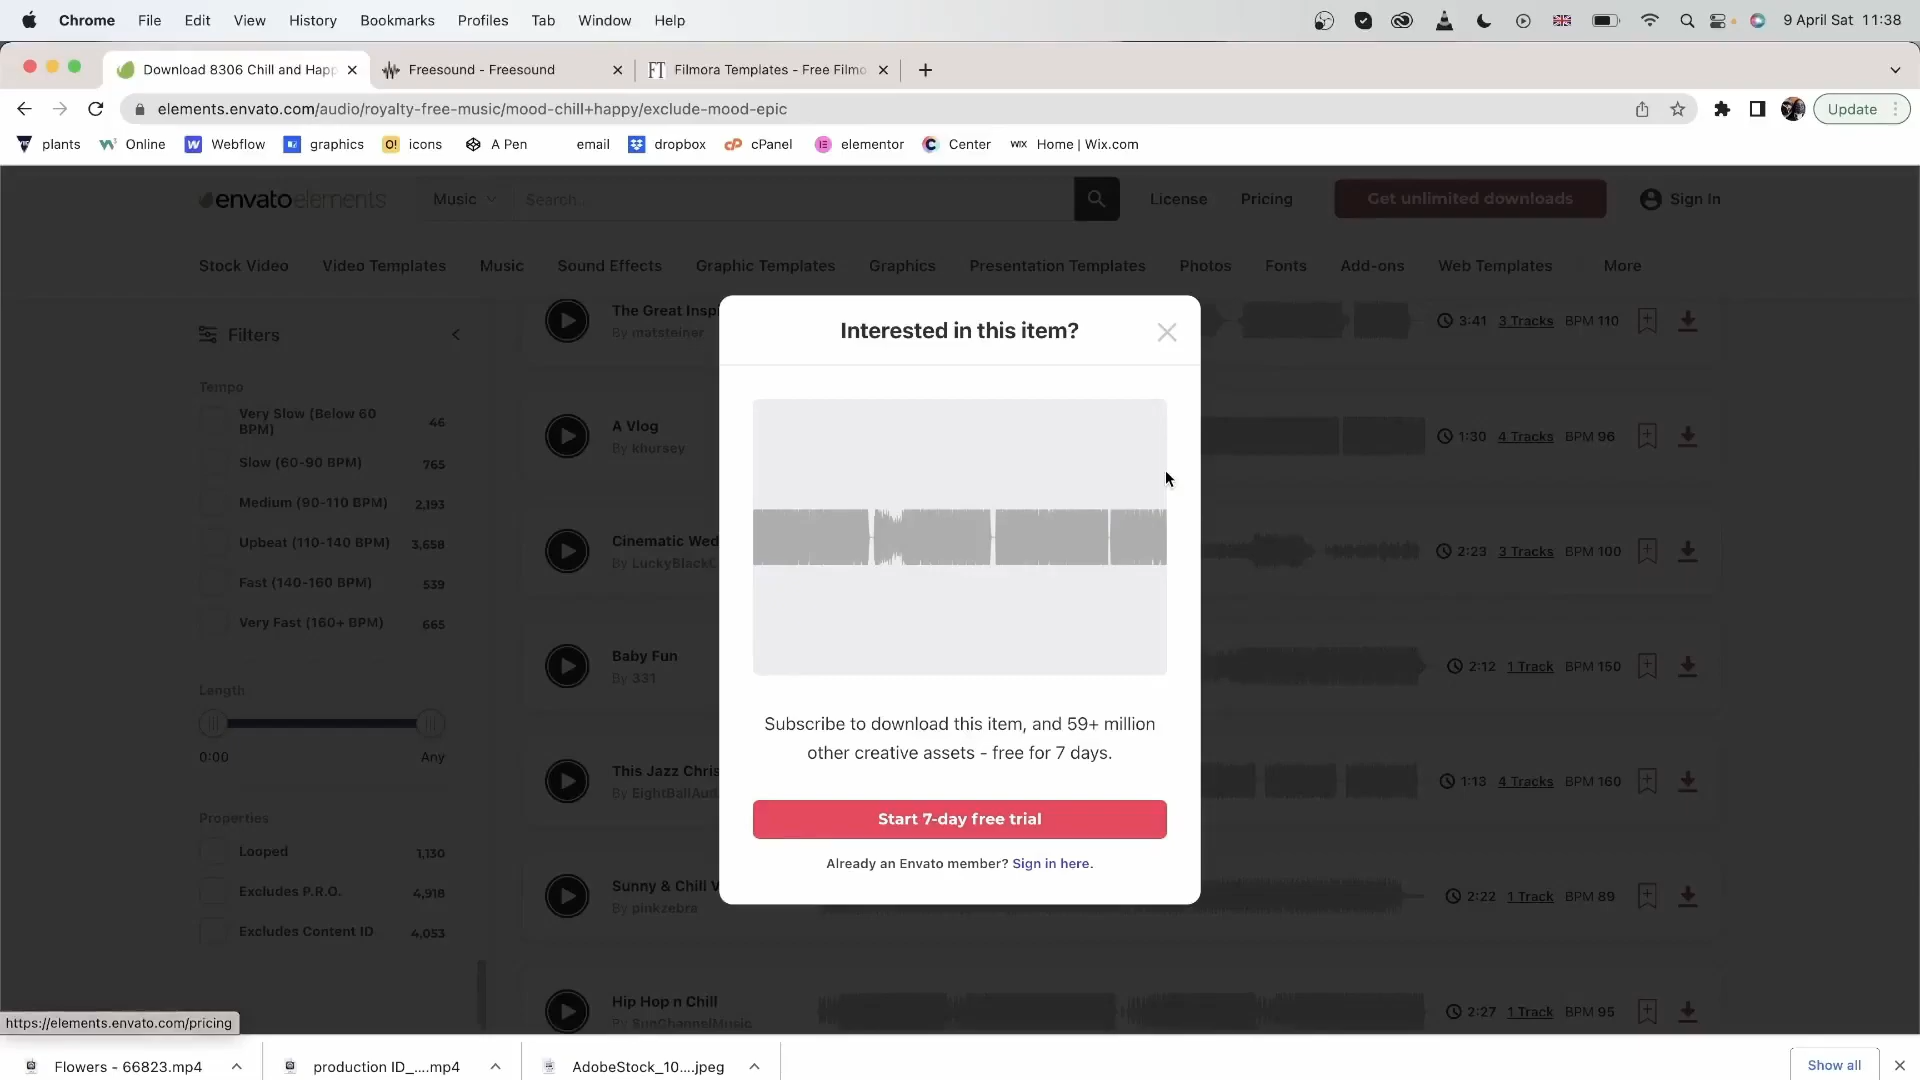 Chrome File Edit View History Bookmarks Profiles Tab Window Help 9 April Sat 11:38
Download 8306 Chill and Happ Freesound - Freesound FT Filmora Templates - Free Filmo
elements.envato.com/audio/royalty-free-music/mood-chill+happy/exclude-mood-epic Update
plants Online Webflow graphics icons A Pen email dropbox cPanel elementor Center WIX Home | Wix.com
envato elements Music Search... License Pricing Get unlimited downloads Sign In
Stock Video Video Templates Music Sound Effects Graphic Templates Graphics Presentation Templates Photos Fonts Add-ons Web Templates More
Filters
Tempo
Very Slow (Below 60
BPM) 46
Slow (60-90 BPM) 765
Medium (90-110 BPM) 2,193
Upbeat (110-140 BPM) 3,658
Fast (140-160 BPM) 539
Very Fast (160+ BPM) 665
Length
0:00 Any
Properties
Looped 1,130
Excludes P.R.O. 4,918
Excludes Content ID 4,053
The Great Insp
By matsteiner
3:41 3 Tracks BPM 110
A Vlog
By khursey
1:30 4 Tracks BPM 96
Cinematic Wed
By LuckyBlackC
2:23 3 Tracks BPM 100
Baby Fun
By 331
2:12 1 Track BPM 150
This Jazz Chris
By EightBallAud
1:13 4 Tracks BPM 160
Sunny & Chill V
By pinkzebra
2:22 1 Track BPM 89
Hip Hop n Chill
By SunChannelMusic
2:27 1 Track BPM 95
Interested in this item?
Subscribe to download this item, and 59+ million
other creative assets - free for 7 days.
Start 7-day free trial
Already an Envato member? Sign in here.
https://elements.envato.com/pricing
Flowers - 66823.mp4 production ID_....mp4 AdobeStock_10....jpeg Show all